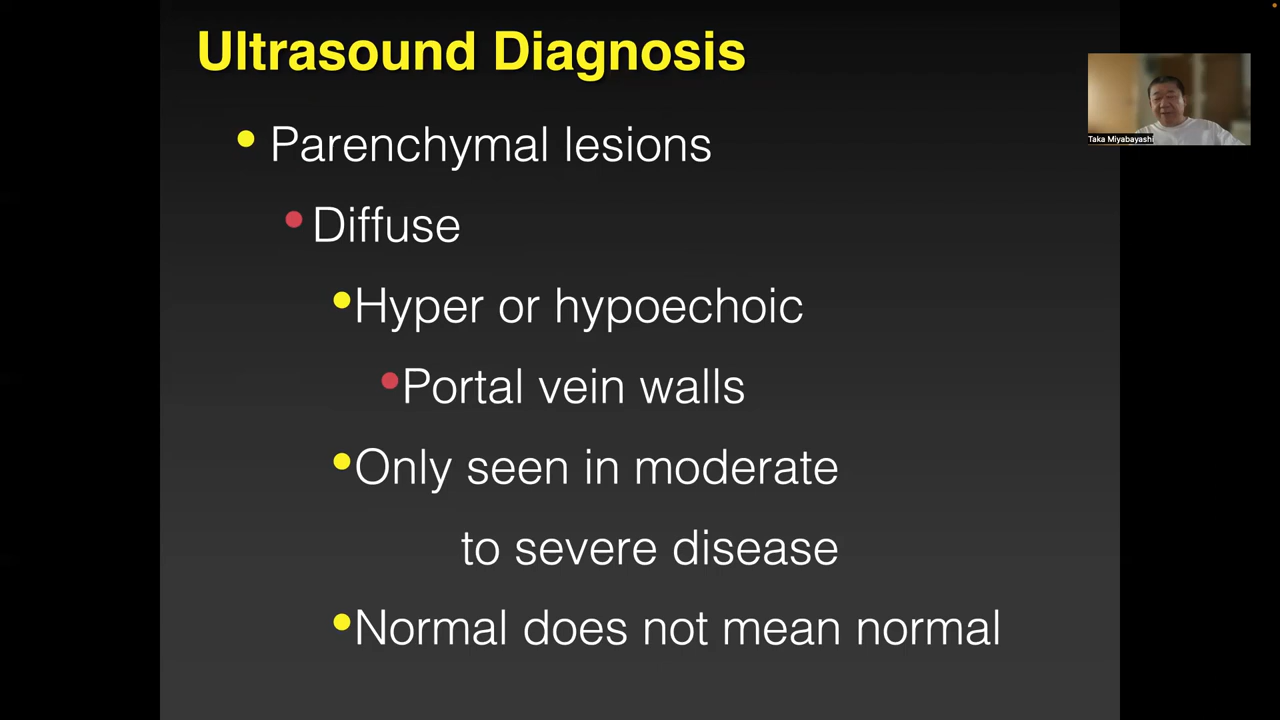 Ultrasound Diagnosis
Parenchymal lesions
Diffuse
Hyper or hypoechoic
Portal vein walls
Only seen in moderate
to severe disease
Normal does not mean normal
Taka Miyabayashi